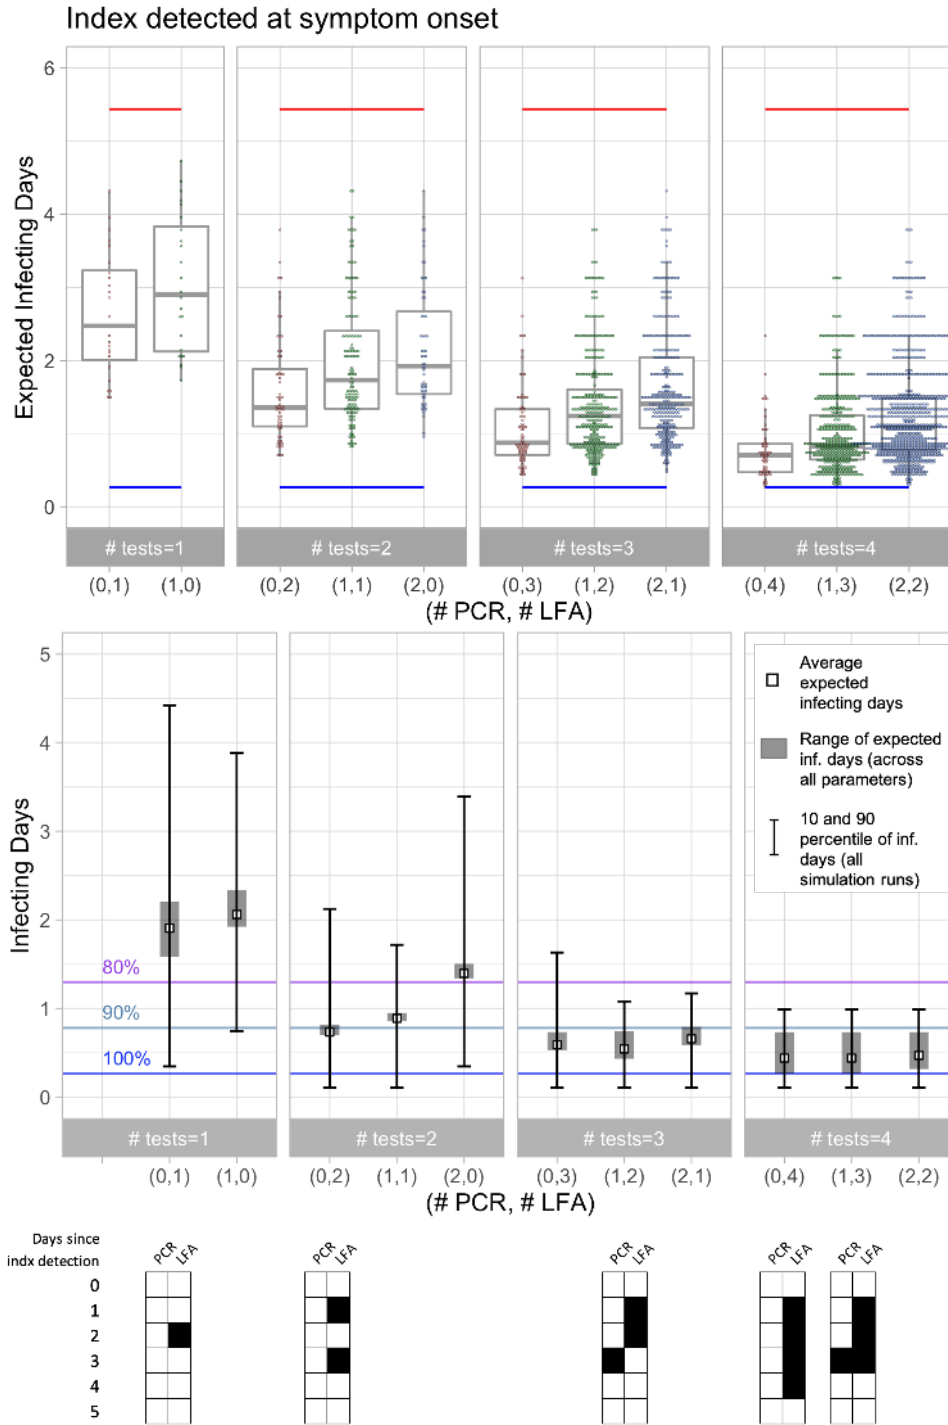 Index detected at symptom onset
Expected Infecting Days
6
4
2
0
# tests=1
# tests=2
# tests=3
# tests=4
(0,1) (1,0) (0,2) (1,1) (2,0) (0,3) (1,2) (2,1) (0,4) (1,3) (2,2)
(# PCR, # LFA)
Infecting Days
5
4
3
2
1
0
80%
90%
100%
Average
expected
infecting days
Range of expected
inf. days (across
all parameters)
10 and 90
percentile of inf.
days (all
simulation runs)
# tests=1
# tests=2
# tests=3
# tests=4
(0,1) (1,0) (0,2) (1,1) (2,0) (0,3) (1,2) (2,1) (0,4) (1,3) (2,2)
(# PCR, # LFA)
Days since
indx detection
PCR LFA
PCR LFA
PCR LFA
PCR LFA
PCR LFA
0
1
2
3
4
5